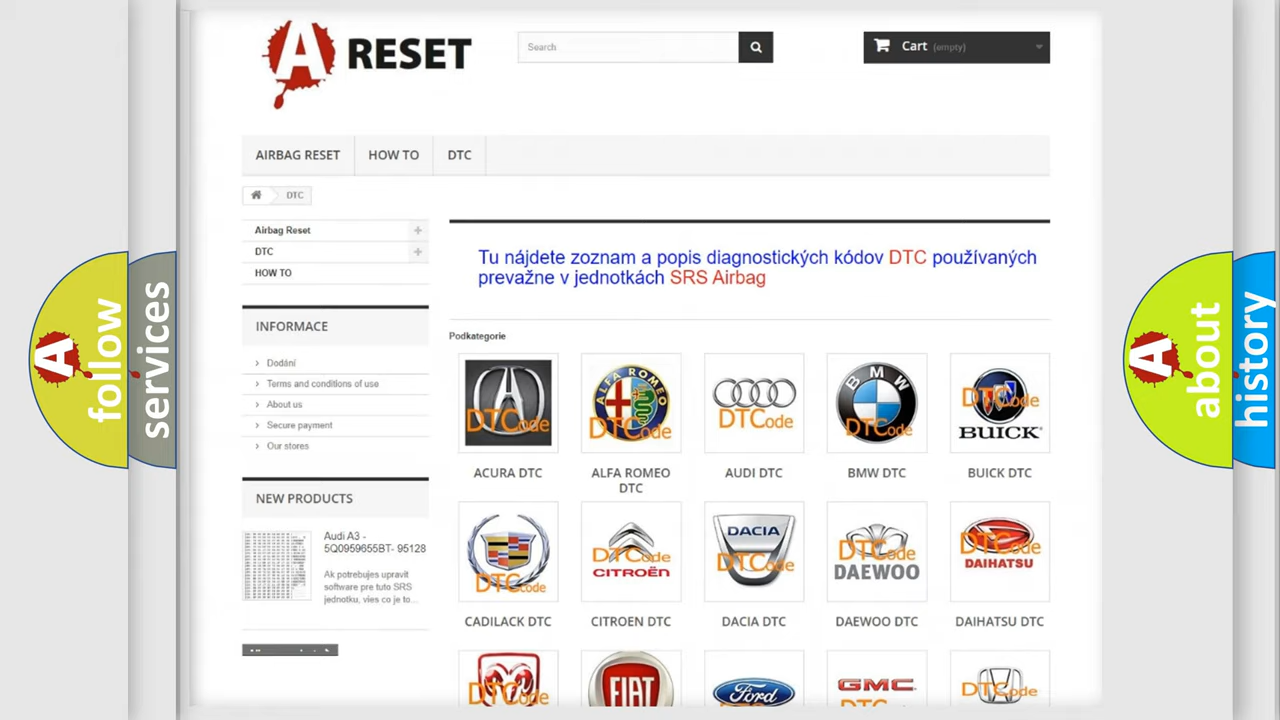 A RESET
Search
Cart (empty)
AIRBAG RESET
HOW TO
DTC
DTC
Airbag Reset
DTC
HOW TO
Tu nájdete zoznam a popis diagnostických kódov DTC používaných
prevažne v jednotkách SRS Airbag
INFORMACE
Dodání
Terms and conditions of use
About us
Secure payment
Our stores
NEW PRODUCTS
Audi A3 -
5Q0959655BT- 95128
Ak potrebujes upravit
software pre tuto SRS
jednotku, vies co je to...
Podkategorie
DTCode
ALFA ROMEO
DTCode
DTCode
BMW
DTCode
DTCode
BUICK
ACURA DTC
ALFA ROMEO
DTC
AUDI DTC
BMW DTC
BUICK DTC
DTCode
DTCode
CITROËN
DACIA
DTCode
DTCode
DAEWOO
DTCode
DAIHATSU
CADILACK DTC
CITROEN DTC
DACIA DTC
DAEWOO DTC
DAIHATSU DTC
DTCode
FIAT
Ford
GMC
DTCode
A
follow
services
A
about
history